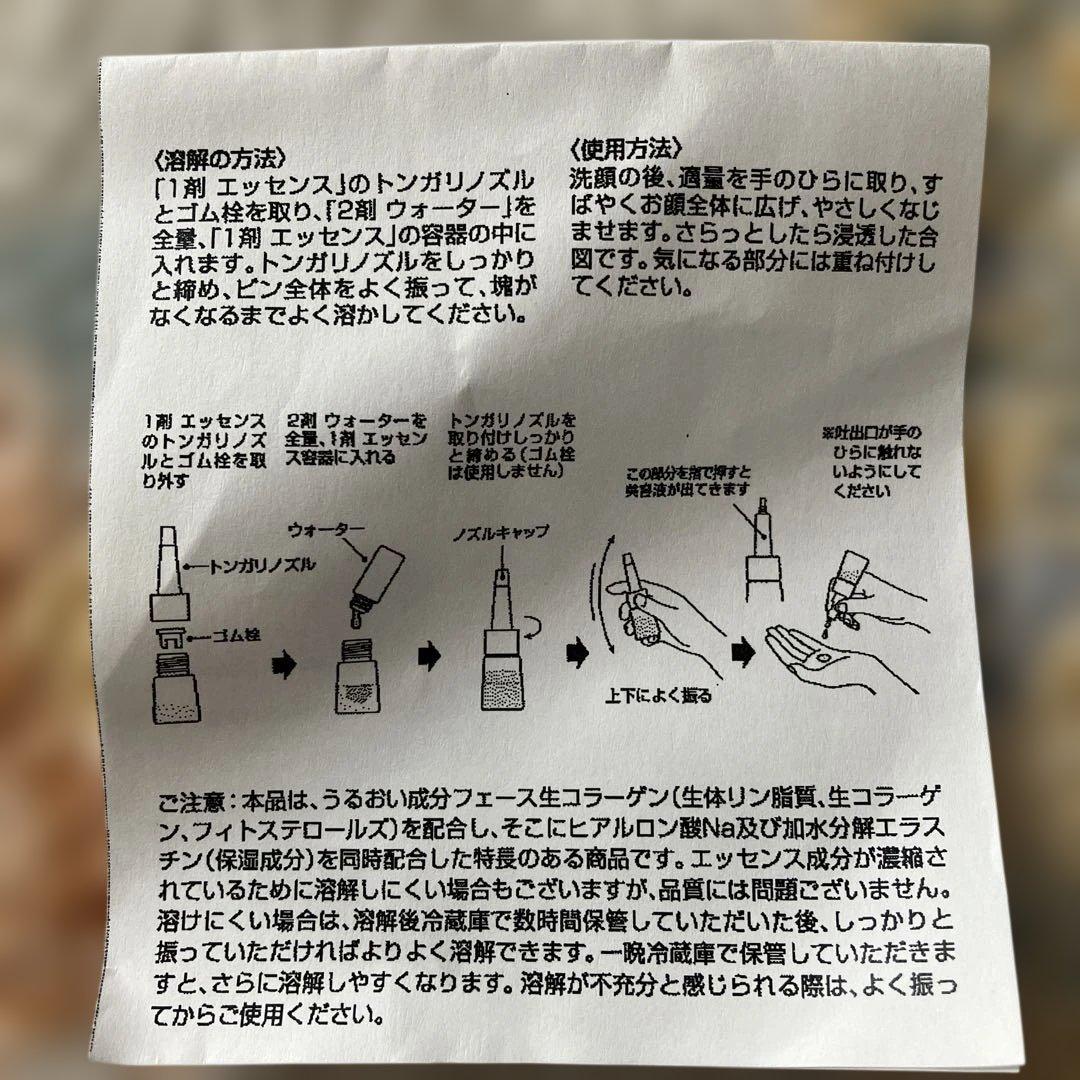 〈溶解の方法〉
「1剤 エッセンス」のトンガリノズル
とゴム栓を取り、「2剤 ウォーター」を
全量、「1剤 エッセンス」の容器の中に
入れます。トンガリノズルをしっかり
と締め、ビン全体をよく振って、塊が
なくなるまでよく溶かしてください。
〈使用方法〉
洗顔の後、適量を手のひらに取り、す
ばやくお顔全体に広げ、やさしくなじ
ませます。さらっとしたら浸透した合
図です。気になる部分には重ね付けし
てください。
1剤 エッセンス
のトンガリノズ
ルとゴム栓を取
り外す
2剤 ウォーターを
全量、1剤 エッセン
ス容器に入れる
トンガリノズルを
取り付けしっかり
と締める(ゴム栓
は使用しません)
この部分を指で押すと
美容液が出てきます
※吐出口が手の
ひらに触れな
いようにして
ください
トンガリノズル
ゴム栓
ウォーター
ノズルキャップ
上下によく振る
ご注意:本品は、うるおい成分フェース生コラーゲン(生体リン脂質、生コラーゲ
ン、フィトステロールズ)を配合し、そこにヒアルロン酸Na及び加水分解エラス
チン(保湿成分)を同時配合した特長のある商品です。エッセンス成分が濃縮さ
れているために溶解しにくい場合もございますが、品質には問題ございません。
溶けにくい場合は、溶解後冷蔵庫で数時間保管していただいた後、しっかりと
振っていただければよりよく溶解できます。一晩冷蔵庫で保管していただきま
すと、さらに溶解しやすくなります。溶解が不充分と感じられる際は、よく振っ
てからご使用ください。